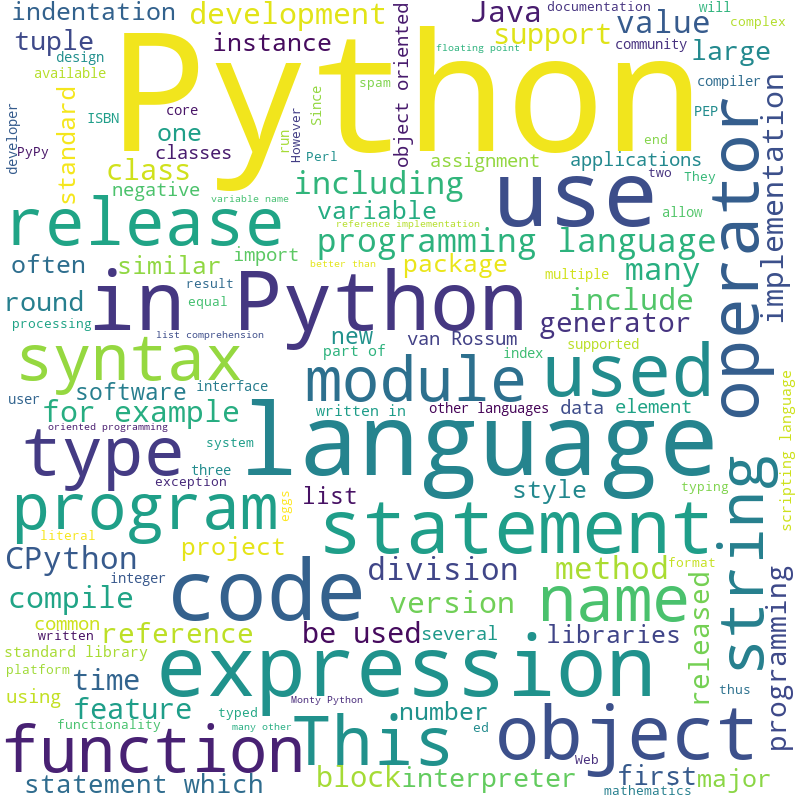 indentation
development
object oriented
Java
documentation
will
tuple
instance
support
value
complex
design
Python
floating point
community
large
available
spam
compiler
developer
standard
ISBN
core
Since
PEP
implementation
PyPy
one
run
However
end
classes
Perl
assignment
applications
two
They
operator
class
negative
including
use
variable name
variable
reference implementation
allow
release
programming language
often
similar
import
better than
package
multiple
many
round
result
in Python
include
equal
generator
processing
list comprehension
new
van Rossum
supported
syntax
part of
index
module
used
user
software
interface
scripting language
for example
written in
other languages
data
element
oriented programming
language
type
system
three
exception
style
typing
string
program
eggs
list
statement
literal
project
CPython
division
method
format
integer
code
name
compile
version
released
programming
common
reference
be used
several
libraries
written
standard library
expression
platform
time
thus
using
feature
Monty Python
number
functionality
typed
This
many other
ed
object
function
Web
statement which
block
interpreter
first
major
mathematics